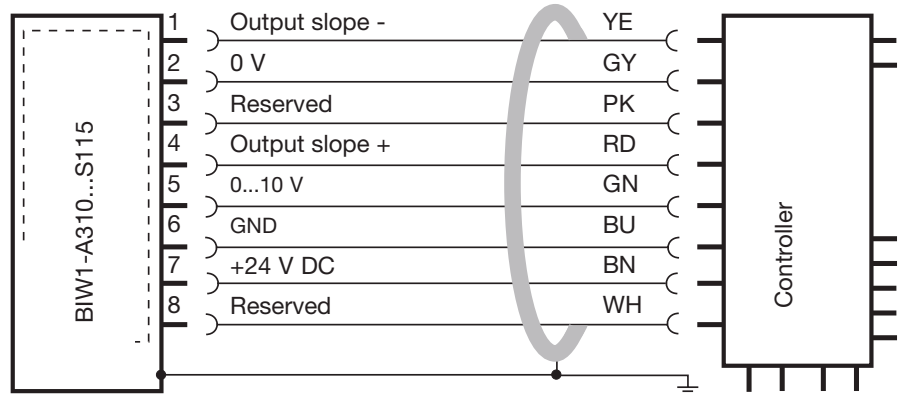 BIW1-A310...S115
1 Output slope - YE
2 0 V GY
3 Reserved PK
4 Output slope + RD
5 0...10 V GN
6 GND BU
7 +24 V DC BN
8 Reserved WH
Controller